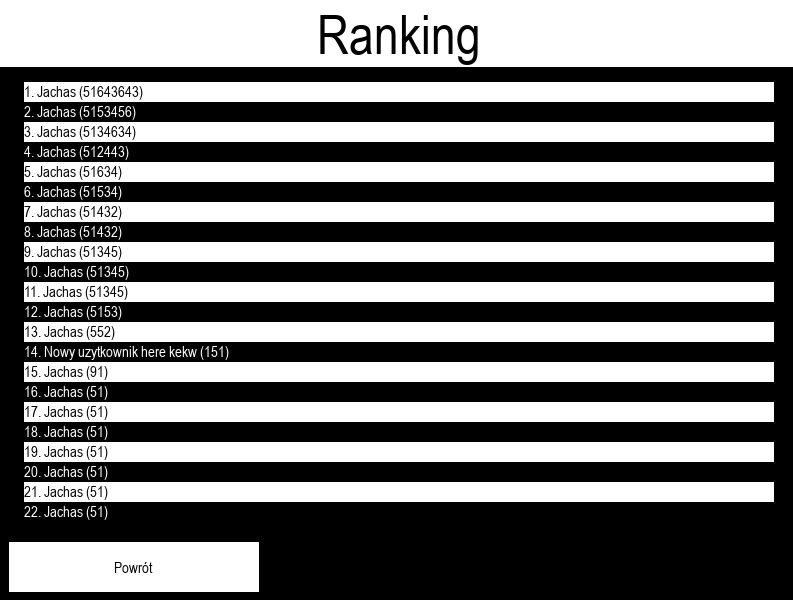 Ranking
1. Jachas (51643643)
2. Jachas (5153456)
3. Jachas (5134634)
4. Jachas (512443)
5. Jachas (51634)
6. Jachas (51534)
7. Jachas (51432)
8. Jachas (51432)
9. Jachas (51345)
10. Jachas (51345)
11. Jachas (51345)
12. Jachas (5153)
13. Jachas (552)
14. Nowy uzytkownik here kekw (151)
15. Jachas (91)
16. Jachas (51)
17. Jachas (51)
18. Jachas (51)
19. Jachas (51)
20. Jachas (51)
21. Jachas (51)
22. Jachas (51)
Powrót